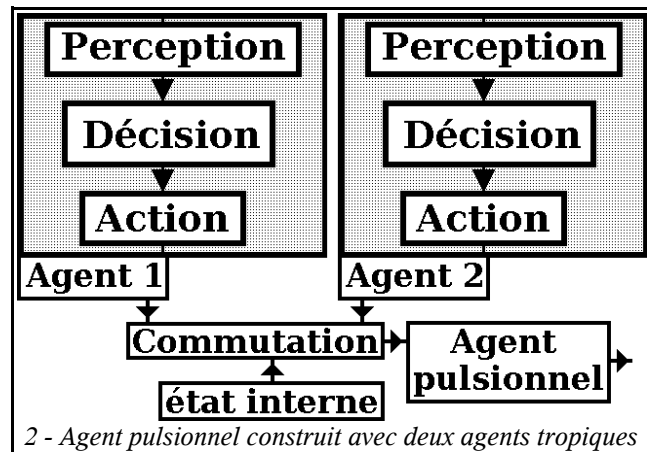 Perception
Décision
Action
Agent 1
Perception
Décision
Action
Agent 2
Commutation
état interne
Agent
pulsionnel
2 - Agent pulsionnel construit avec deux agents tropiques